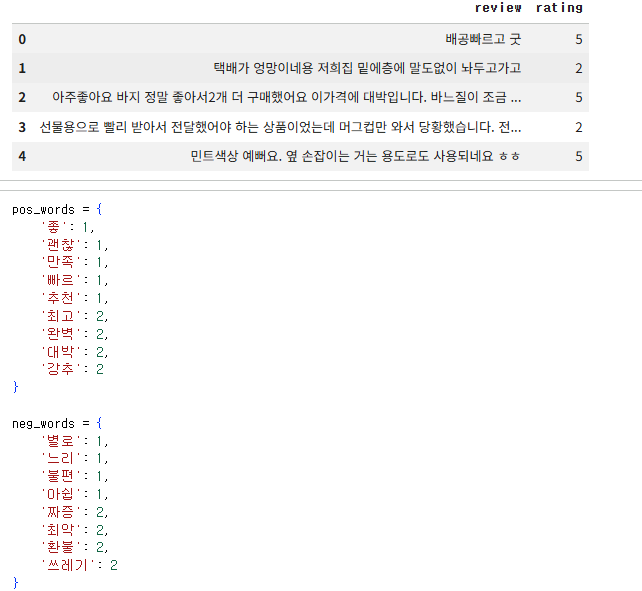 review rating
0 배공빠르고 굿 5
1 택배가 엉망이네용 저희집 밑에층에 말도없이 놔두고가고 2
2 아주좋아요 바지 정말 좋아서2개 더 구매했어요 이가격에 대박입니다. 바느질이 조금 ... 5
3 선물용으로 빨리 받아서 전달했어야 하는 상품이었는데 머그컵만 와서 당황했습니다. 전... 2
4 민트색상 예뻐요. 옆 손잡이는 거는 용도로도 사용되네요 ㅎㅎ 5
pos_words = {
'좋': 1,
'괜찮': 1,
'만족': 1,
'빠르': 1,
'추천': 1,
'최고': 2,
'완벽': 2,
'대박': 2,
'강추': 2
}
neg_words = {
'별로': 1,
'느리': 1,
'불편': 1,
'아쉽': 1,
'짜증': 2,
'최악': 2,
'환불': 2,
'쓰레기': 2
}